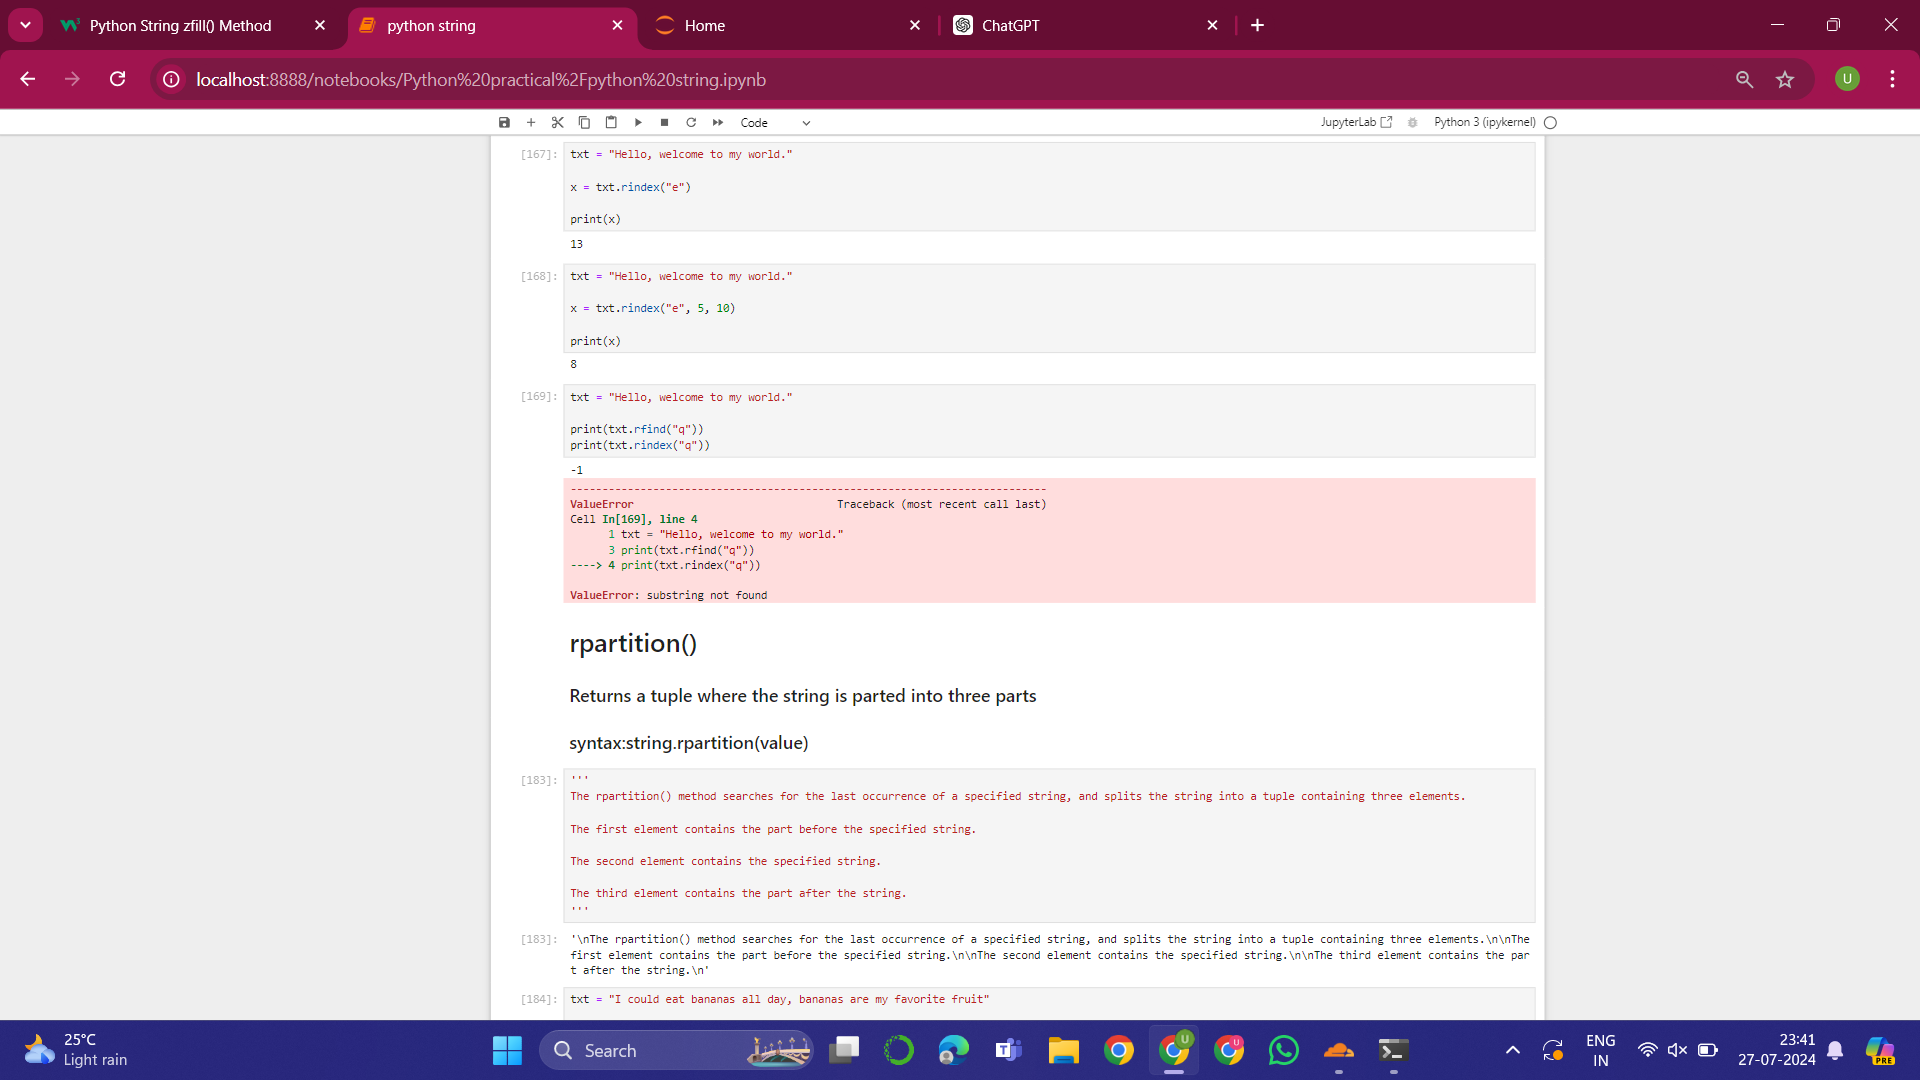 Python String zfill() Method
python string
Home
ChatGPT
localhost:8888/notebooks/Python%20practical%2Fpython%20string.ipynb
U
Code
JupyterLab
Python 3 (ipykernel)
[167]: txt = "Hello, welcome to my world."
x = txt.rindex("e")
print(x)
13
[168]: txt = "Hello, welcome to my world."
x = txt.rindex("e", 5, 10)
print(x)
8
[169]: txt = "Hello, welcome to my world."
print(txt.rfind("q"))
print(txt.rindex("q"))
-1
---------------------------------------------------------------------------
ValueError Traceback (most recent call last)
Cell In[169], line 4
1 txt = "Hello, welcome to my world."
3 print(txt.rfind("q"))
----> 4 print(txt.rindex("q"))
ValueError: substring not found
rpartition()
Returns a tuple where the string is parted into three parts
syntax:string.rpartition(value)
[183]: '''
The rpartition() method searches for the last occurrence of a specified string, and splits the string into a tuple containing three elements.
The first element contains the part before the specified string.
The second element contains the specified string.
The third element contains the part after the string.
'''
[183]: '\nThe rpartition() method searches for the last occurrence of a specified string, and splits the string into a tuple containing three elements.\n\nThe
first element contains the part before the specified string.\n\nThe second element contains the specified string.\n\nThe third element contains the par
t after the string.\n'
[184]: txt = "I could eat bananas all day, bananas are my favorite fruit"
25°C
Light rain
Search
U
U
ENG
IN
23:41
27-07-2024
PRE